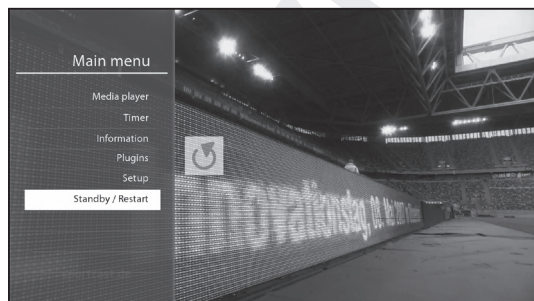 Main menu
Media player
Timer
Information
Plugins
Setup
Standby / Restart